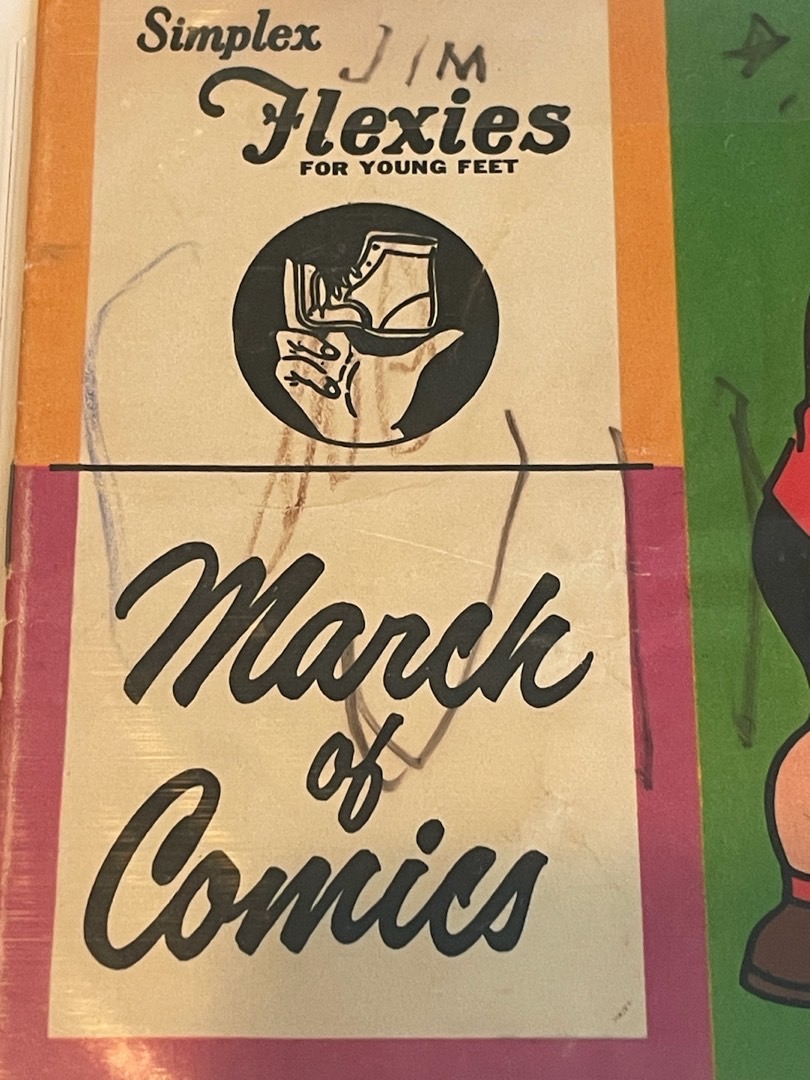 Simplex
JIM
Flexies
FOR YOUNG FEET
March
of
Comics